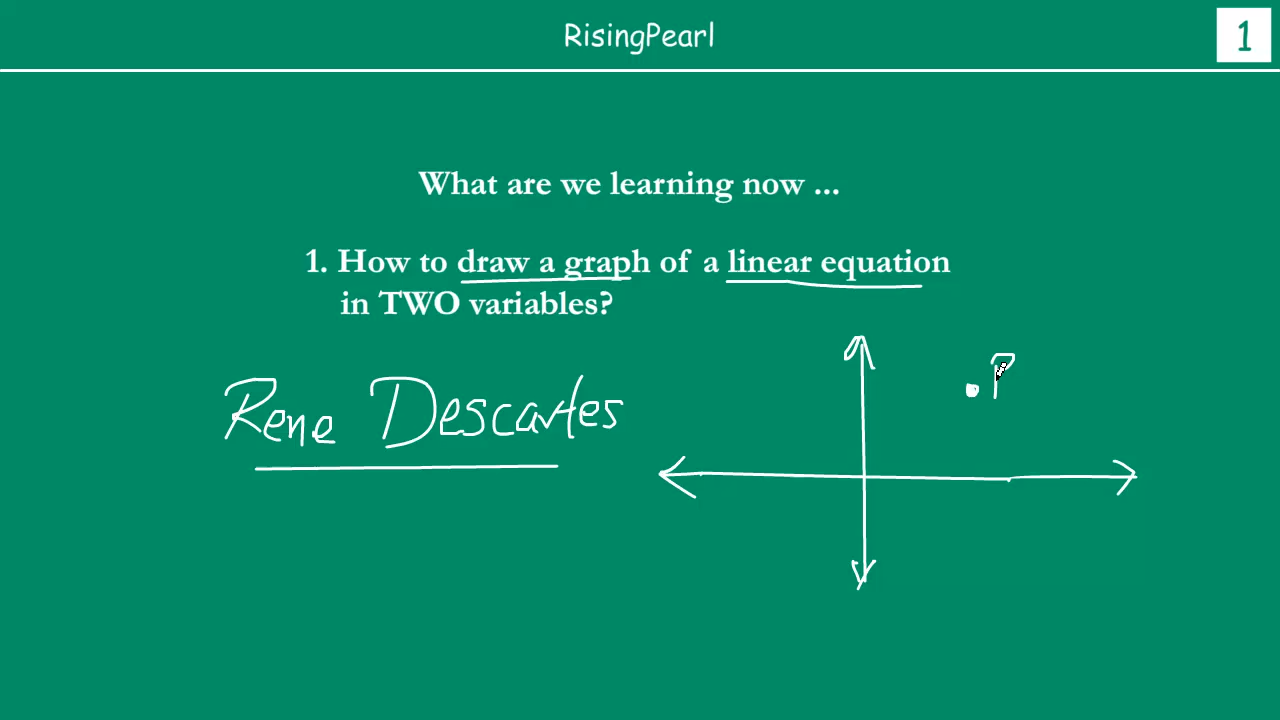 RisingPearl
1
What are we learning now ...
1. How to draw a graph of a linear equation
in TWO variables?
Rene Descartes
P